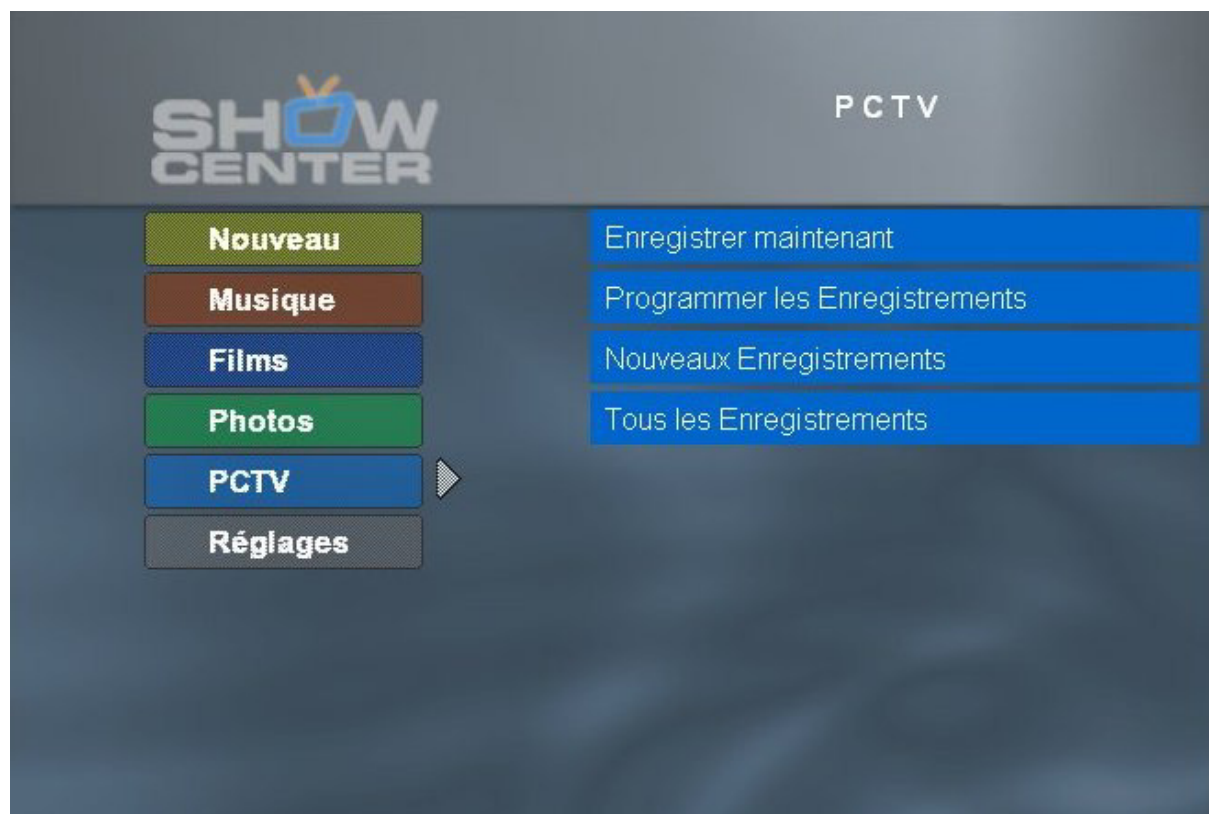 SHOW
CENTER
PCTV
Nouveau
Musique
Films
Photos
PCTV
Réglages
Enregistrer maintenant
Programmer les Enregistrements
Nouveaux Enregistrements
Tous les Enregistrements